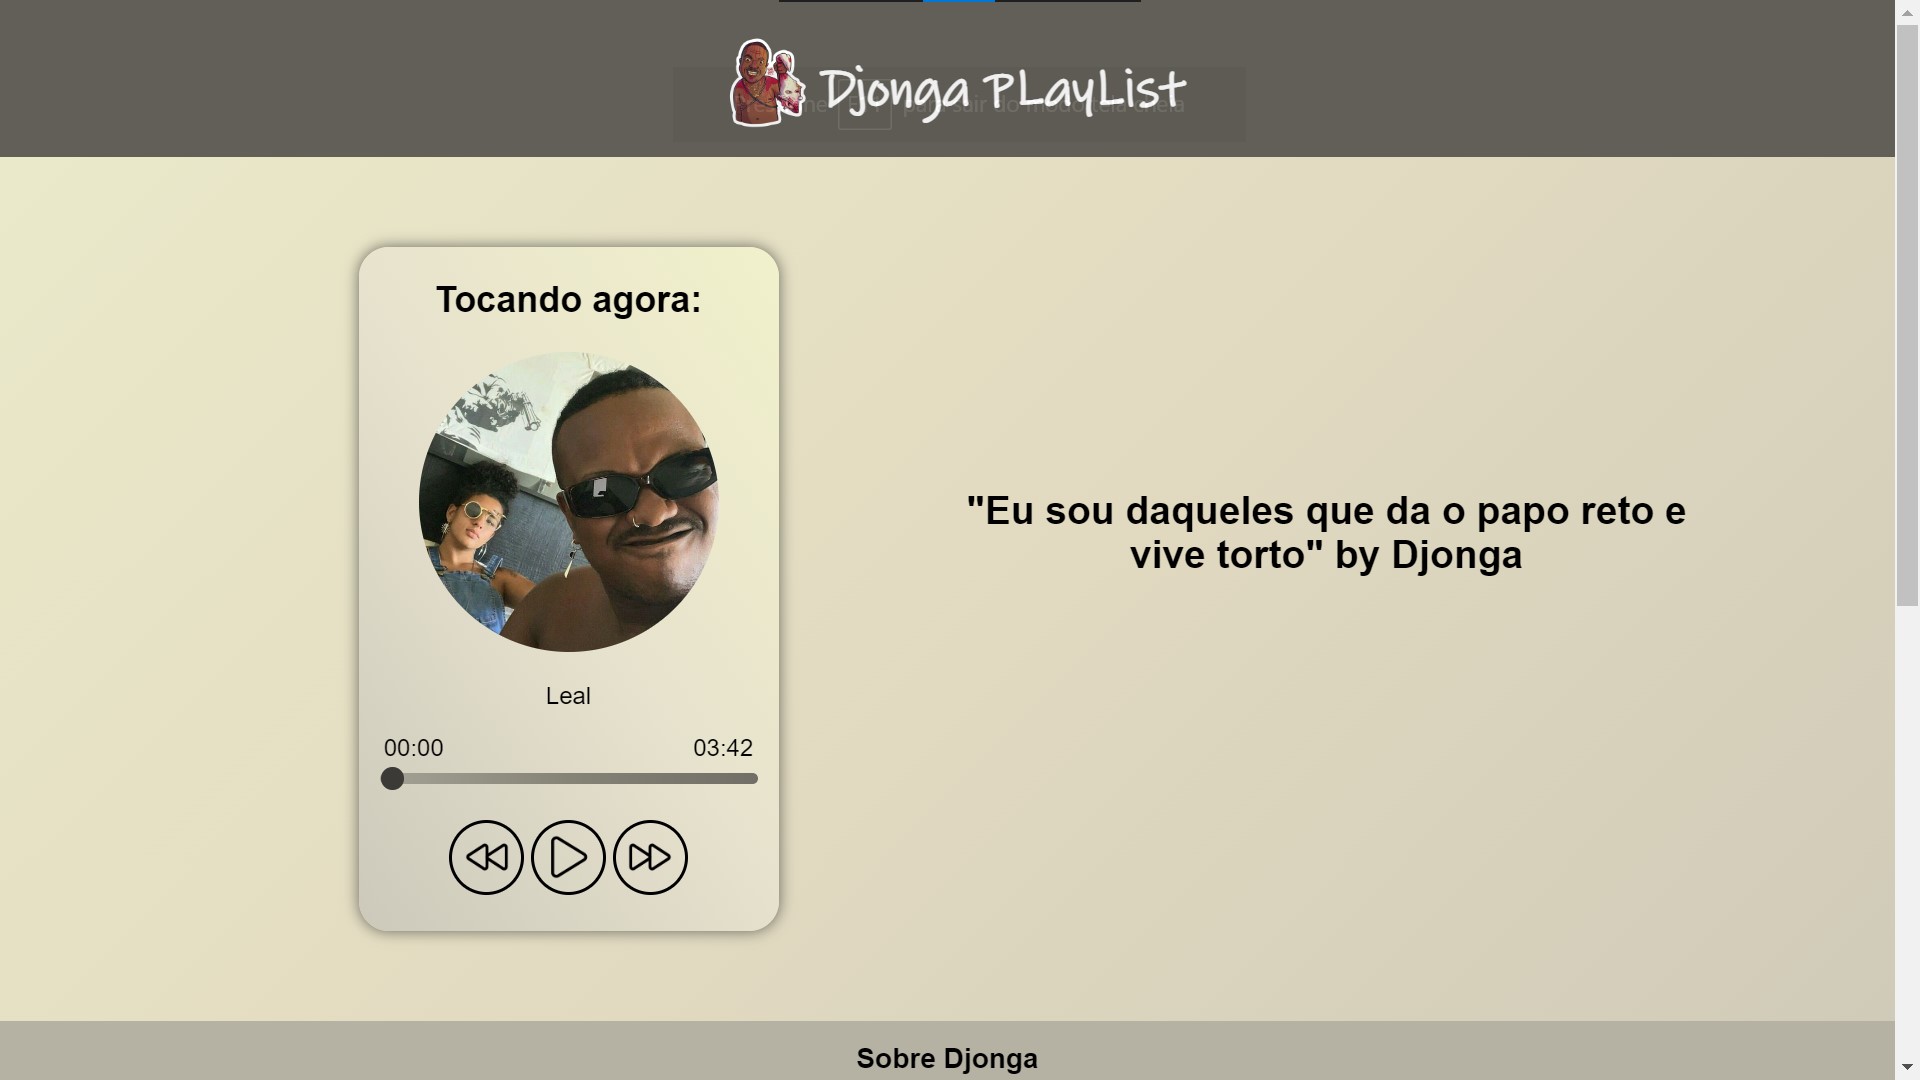 Djonga PLayList
Tocando agora:
"Eu sou daqueles que da o papo reto e
vive torto" by Djonga
Leal
00:00 03:42
Sobre Djonga